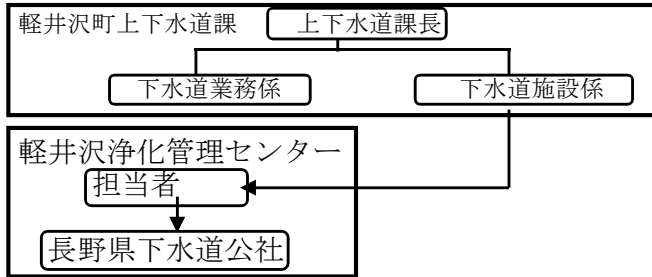 軽井沢町上下水道課 上下水道課長
下水道業務係 下水道施設係
軽井沢浄化管理センター
担当者
長野県下水道公社